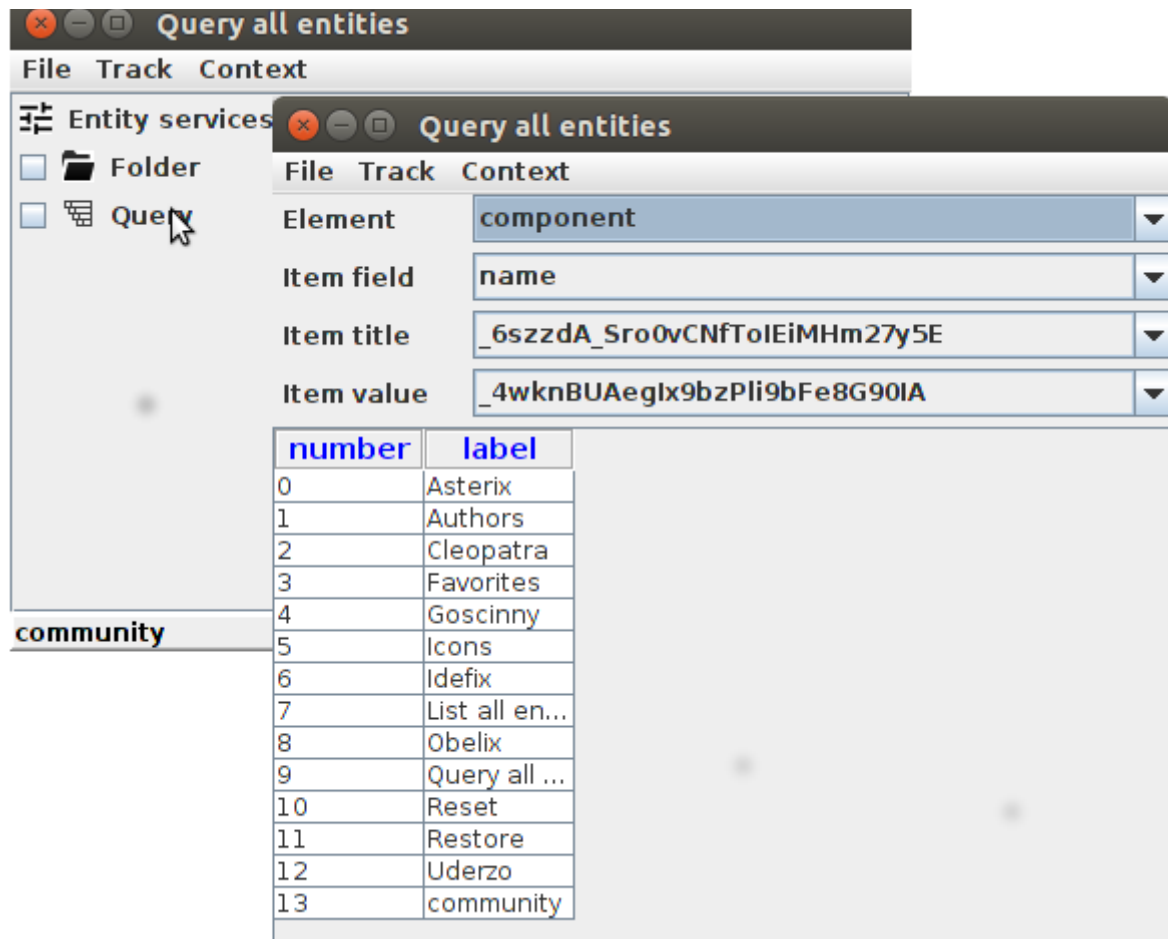 Query all entities
File Track Context
Entity services
Folder
Query
community
Query all entities
File Track Context
Element component
Item field name
Item title _6szzdA_Sro0vCNfToIEiMHm27y5E
Item value _4wknBUAegIx9bzPli9bFe8G90IA
number label
0 Asterix
1 Authors
2 Cleopatra
3 Favorites
4 Goscinny
5 Icons
6 Idefix
7 List all en...
8 Obelix
9 Query all ...
10 Reset
11 Restore
12 Uderzo
13 community